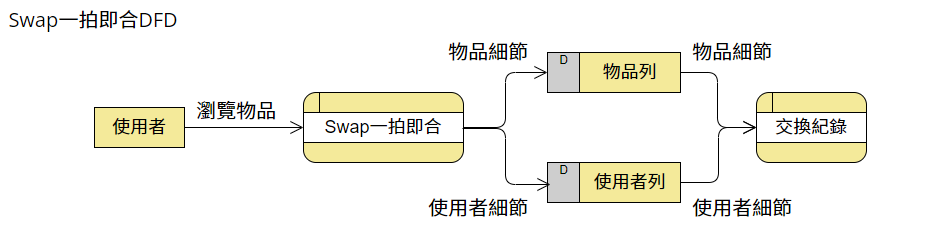 Swap一拍即合DFD
物品細節
物品細節
D
物品列
瀏覽物品
使用者
Swap一拍即合
交換紀錄
D
使用者列
使用者細節
使用者細節